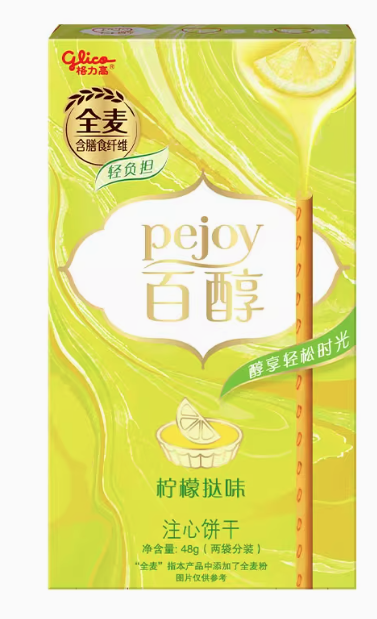 Glico
格力高®
全麦
含膳食纤维
轻负担
pejoy
百醇
醇享轻松时光
柠檬挞味
注心饼干
净含量: 48g（两袋分装）
“全麦”指本产品中添加了全麦粉
图片仅供参考